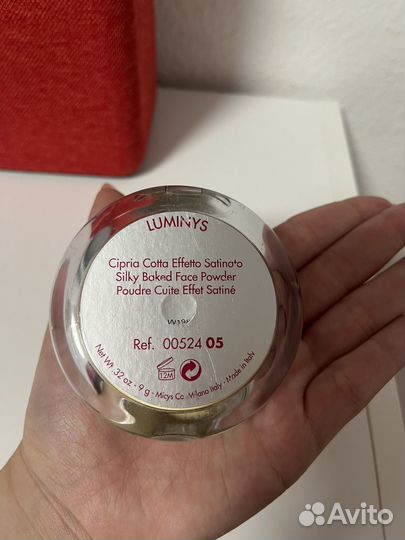 LUMINYS
Cipria Cotta Effetto Satinato
Silky Baked Face Powder
Poudre Cuite Effet Satiné
Ref. 00524 05
12M
Net Wt .32 oz - 9 g - Micys Co. Milano Italy - Made in Italy
Avito